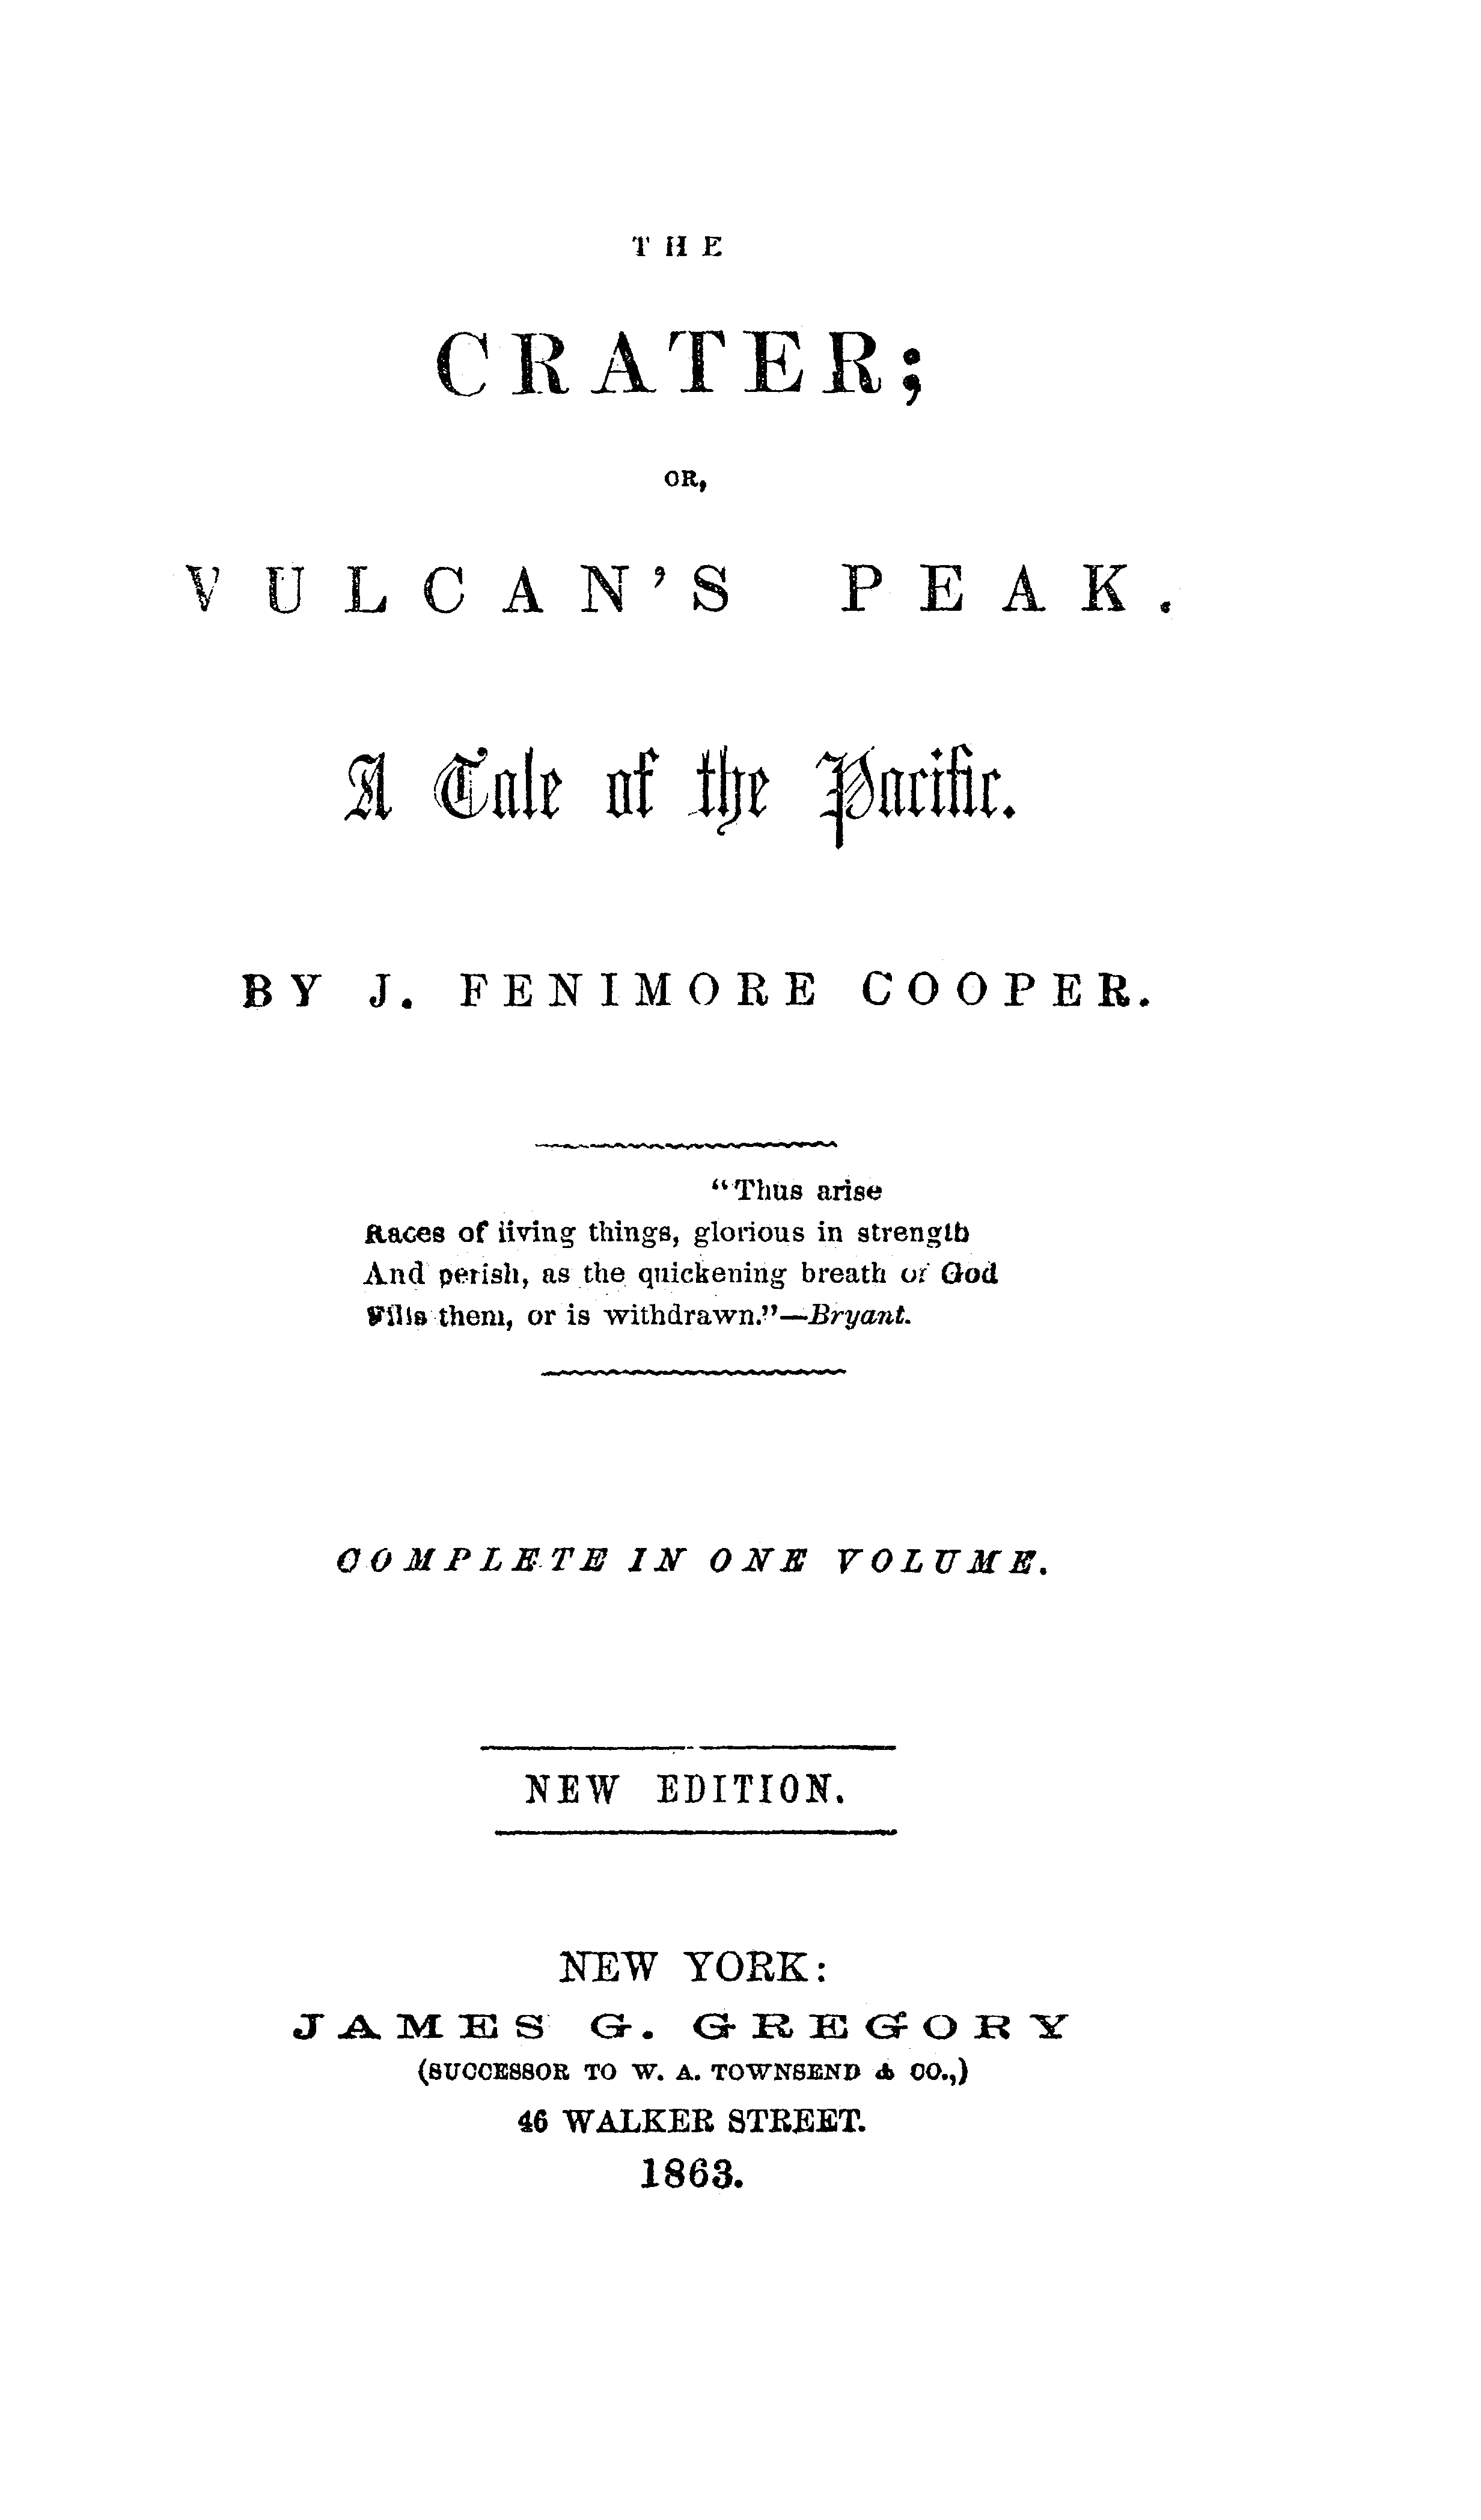 THE
CRATER;
OR,
VULCAN'S PEAK.
A Tale of the Pacific.
BY J. FENIMORE COOPER.
"Thus arise
Races of living things, glorious in strength
And perish, as the quickening breath of God
Fills them, or is withdrawn."—Bryant.
COMPLETE IN ONE VOLUME.
NEW EDITION.
NEW YORK:
JAMES G. GREGORY
(SUCCESSOR TO W. A. TOWNSEND & CO.,)
46 WALKER STREET.
1863.